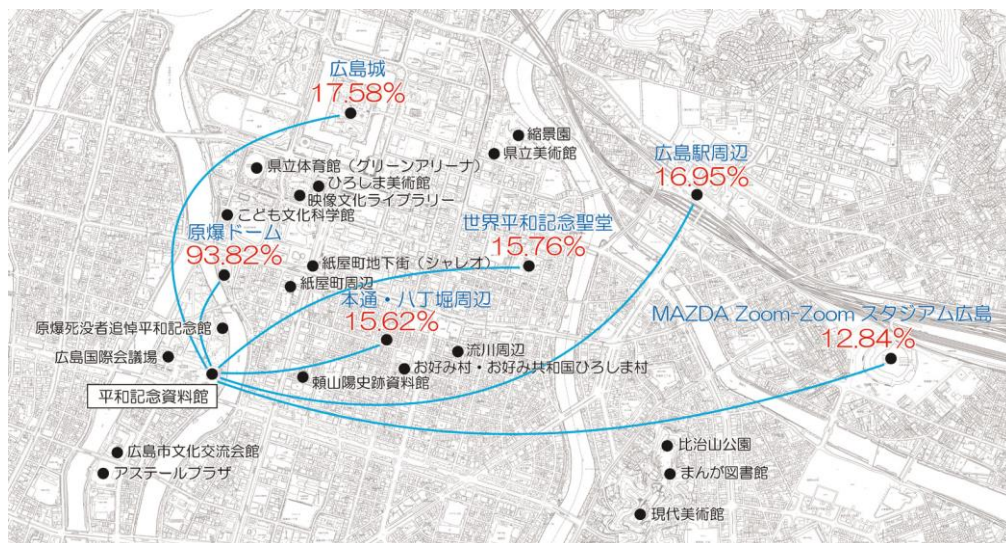 広島城
17.58%
縮景園
県立美術館
広島駅周辺
16.95%
県立体育館(グリーンアリーナ)
ひろしま美術館
映像文化ライブラリー
こども文化科学館
原爆ドーム
93.82%
世界平和記念聖堂
15.76%
紙屋町地下街(シャレオ)
紙屋町周辺
本通・八丁堀周辺
15.62%
MAZDA Zoom-Zoom スタジアム広島
12.84%
原爆死没者追悼平和記念館
広島国際会議場
流川周辺
お好み村・お好み共和国ひろしま村
頼山陽史跡資料館
平和記念資料館
広島市文化交流会館
アステールプラザ
比治山公園
まんが図書館
現代美術館